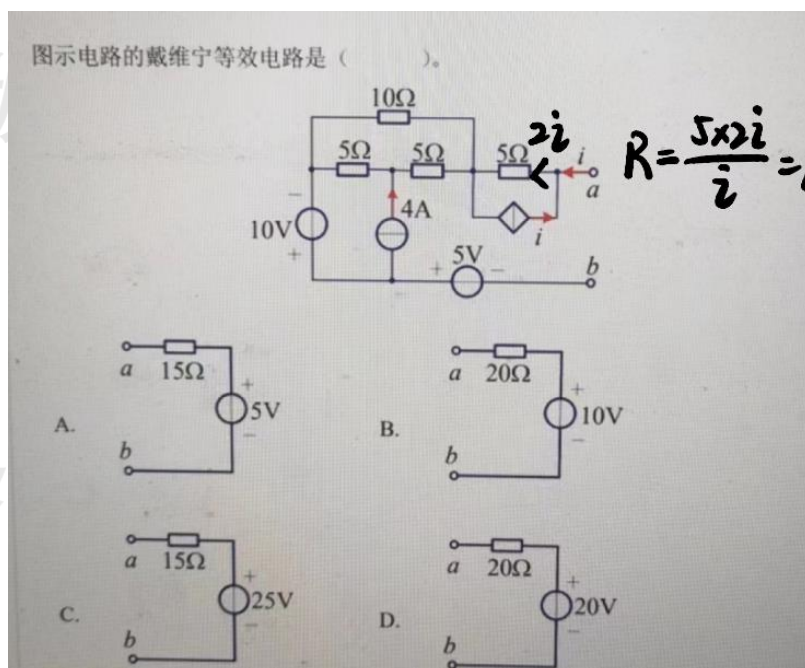 图示电路的戴维宁等效电路是（ ）。
10Ω
5Ω 5Ω 5Ω 2i i
a
R=5×2i/i=
− 10V +
4A
i
+ 5V −
b
A. a 15Ω + 5V − b
B. a 20Ω + 10V − b
C. a 15Ω + 25V − b
D. a 20Ω + 20V − b